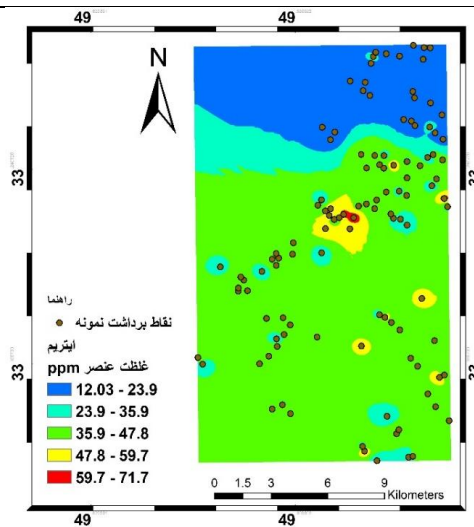 49 49
N
33
33
33
33
راهنما
نقاط برداشت نمونه
ایتریم
غلظت عنصر ppm
12.03 - 23.9
23.9 - 35.9
35.9 - 47.8
47.8 - 59.7
59.7 - 71.7
0 1.5 3 6 9
Kilometers
49 49